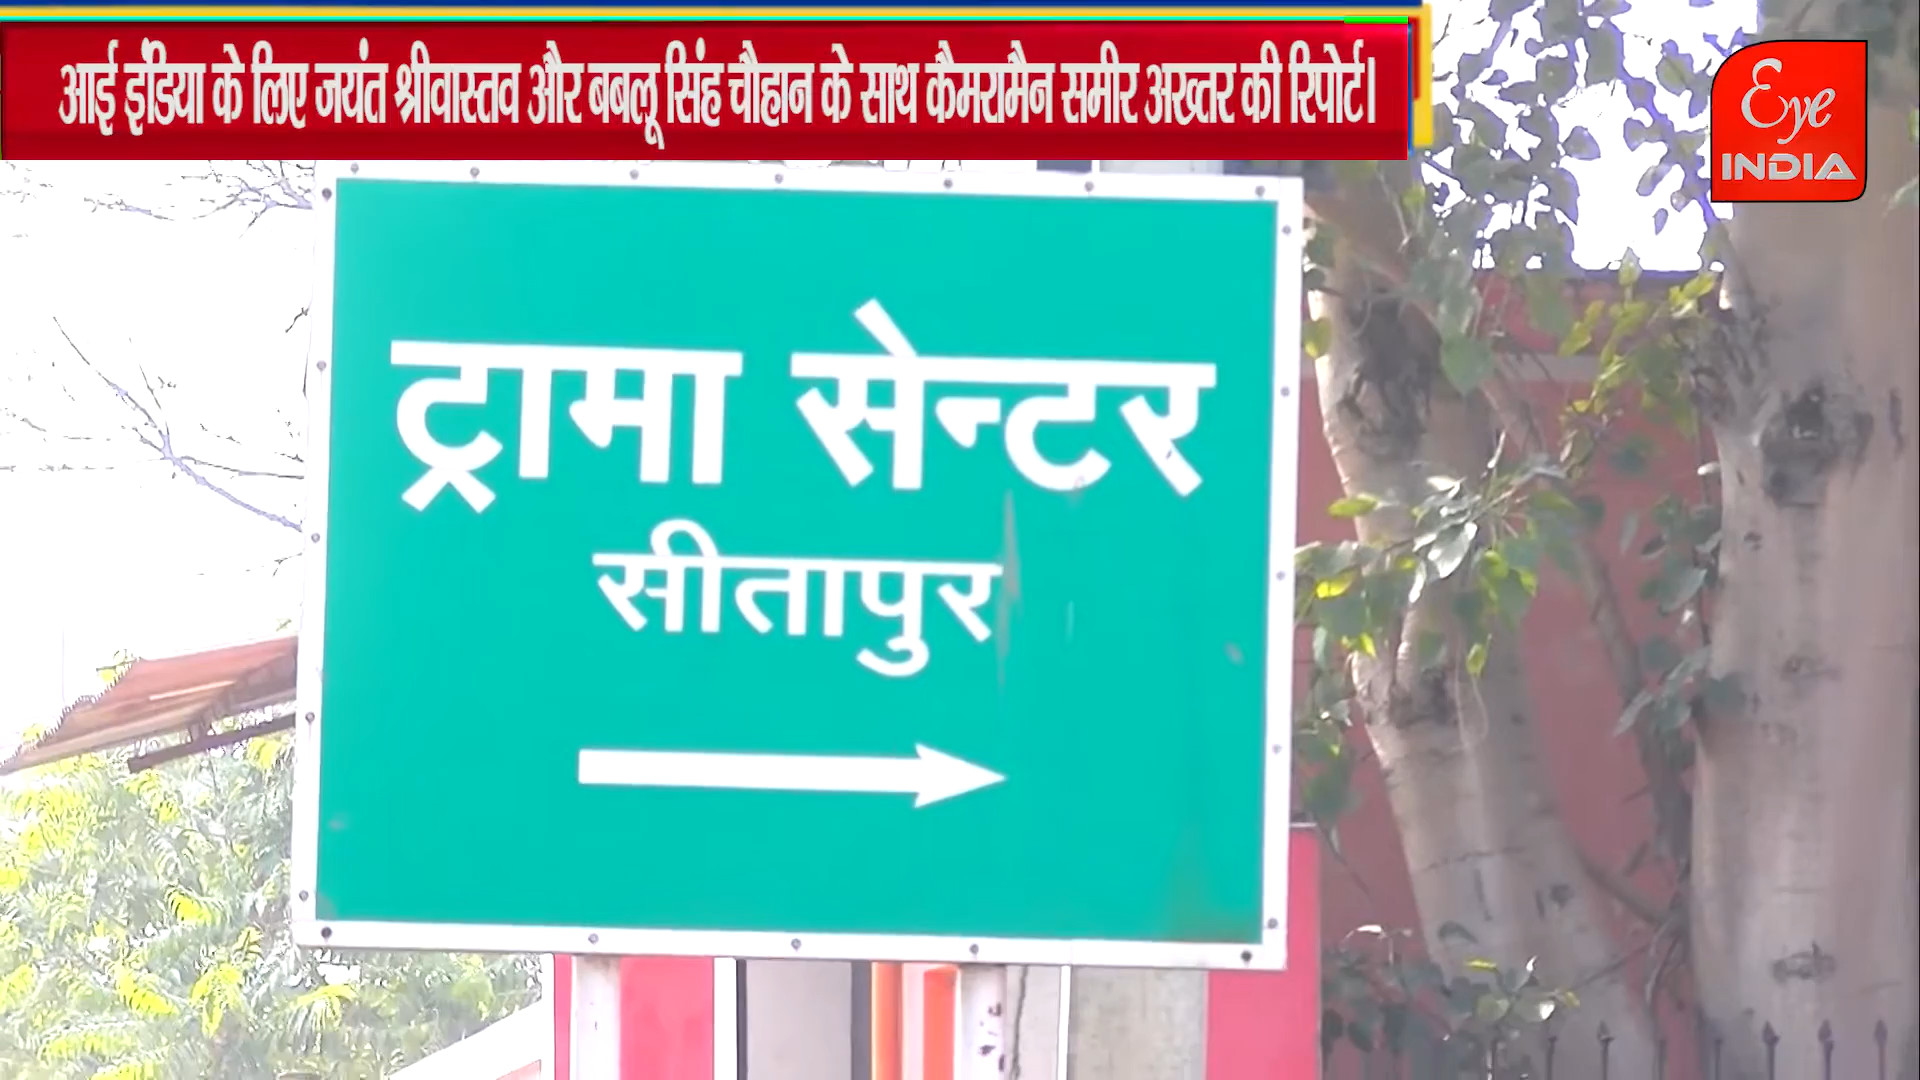 आई इंडिया के लिए जयंत श्रीवास्तव और बबलू सिंह चौहान के साथ कैमरामैन समीर अख्तर की रिपोर्ट।
Eye
INDIA
ट्रामा सेन्टर
सीतापुर